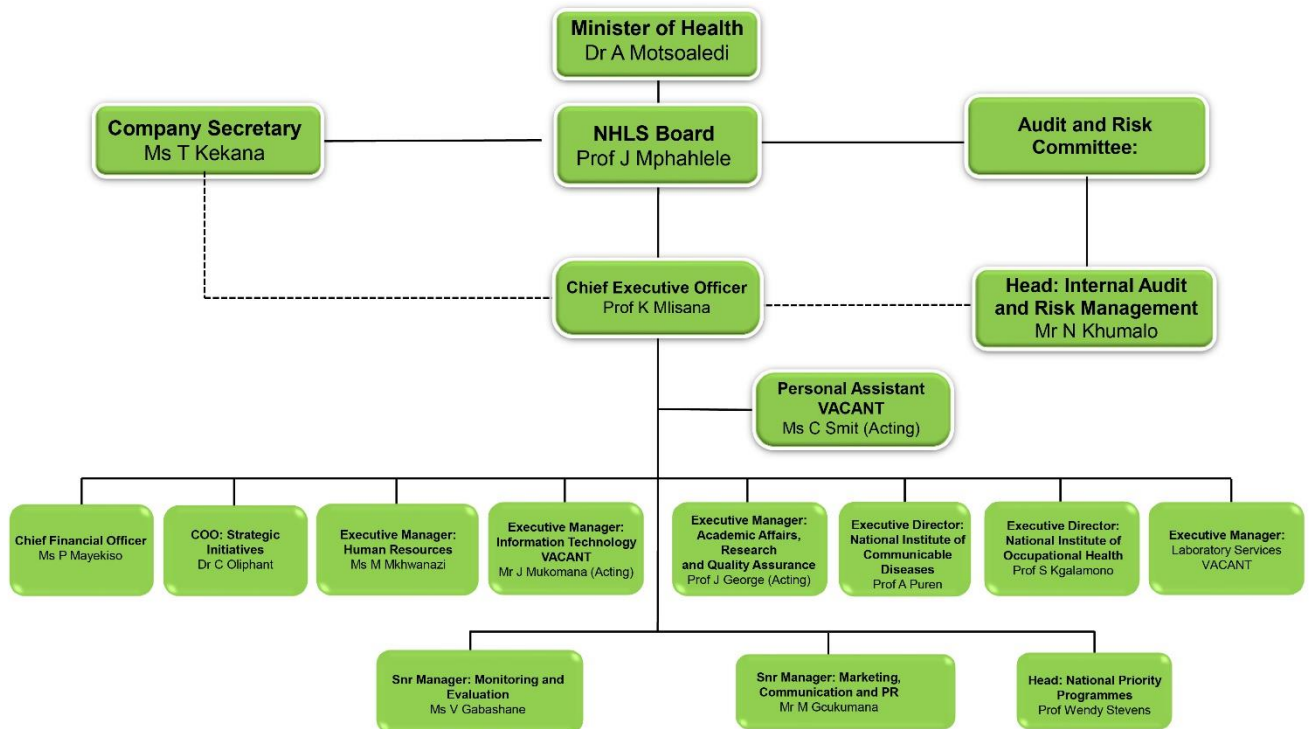 Minister of Health
Dr A Motsoaledi
Company Secretary
Ms T Kekana
NHLS Board
Prof J Mphahlele
Audit and Risk
Committee:
Chief Executive Officer
Prof K Mlisana
Head: Internal Audit
and Risk Management
Mr N Khumalo
Personal Assistant
VACANT
Ms C Smit (Acting)
Chief Financial Officer
Ms P Mayekiso
COO: Strategic
Initiatives
Dr C Oliphant
Executive Manager:
Human Resources
Ms M Mkhwanazi
Executive Manager:
Information Technology
VACANT
Mr J Mukomana (Acting)
Executive Manager:
Academic Affairs,
Research
and Quality Assurance
Prof J George (Acting)
Executive Director:
National Institute of
Communicable
Diseases
Prof A Puren
Executive Director:
National Institute of
Occupational Health
Prof S Kgalamono
Executive Manager:
Laboratory Services
VACANT
Snr Manager: Monitoring and
Evaluation
Ms V Gabashane
Snr Manager: Marketing,
Communication and PR
Mr M Gcukumana
Head: National Priority
Programmes
Prof Wendy Stevens